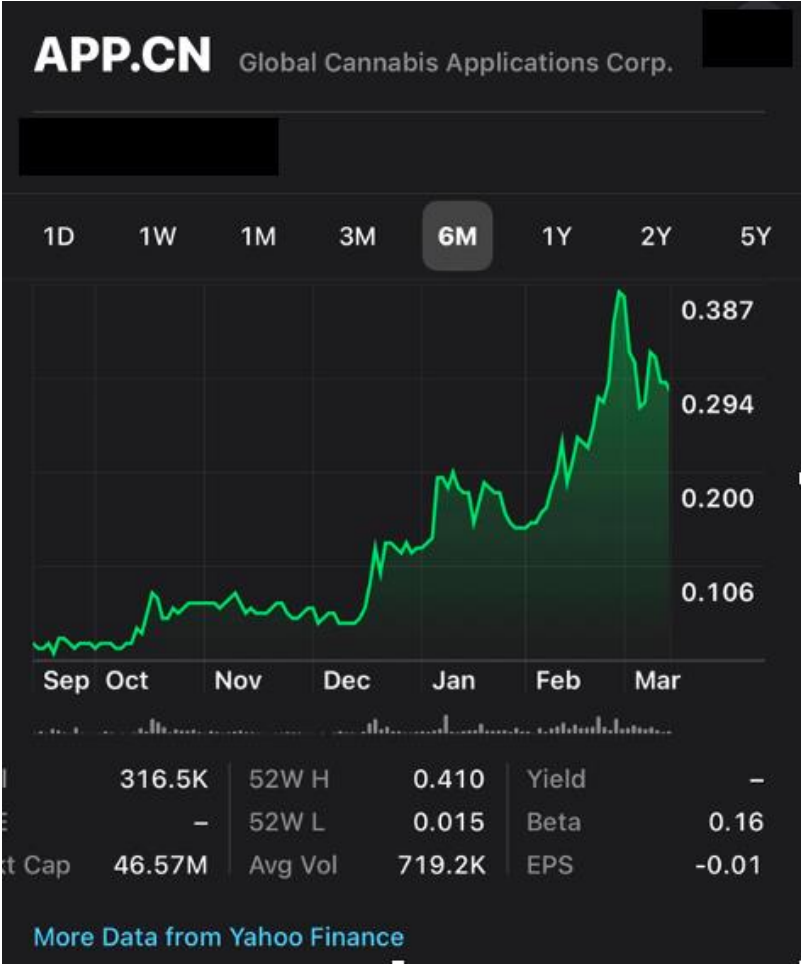 APP.CN Global Cannabis Applications Corp.
1D 1W 1M 3M 6M 1Y 2Y 5Y
0.387
0.294
0.200
0.106
Sep Oct Nov Dec Jan Feb Mar
316.5K 52W H 0.410 Yield –
– 52W L 0.015 Beta 0.16
Cap 46.57M Avg Vol 719.2K EPS -0.01
More Data from Yahoo Finance